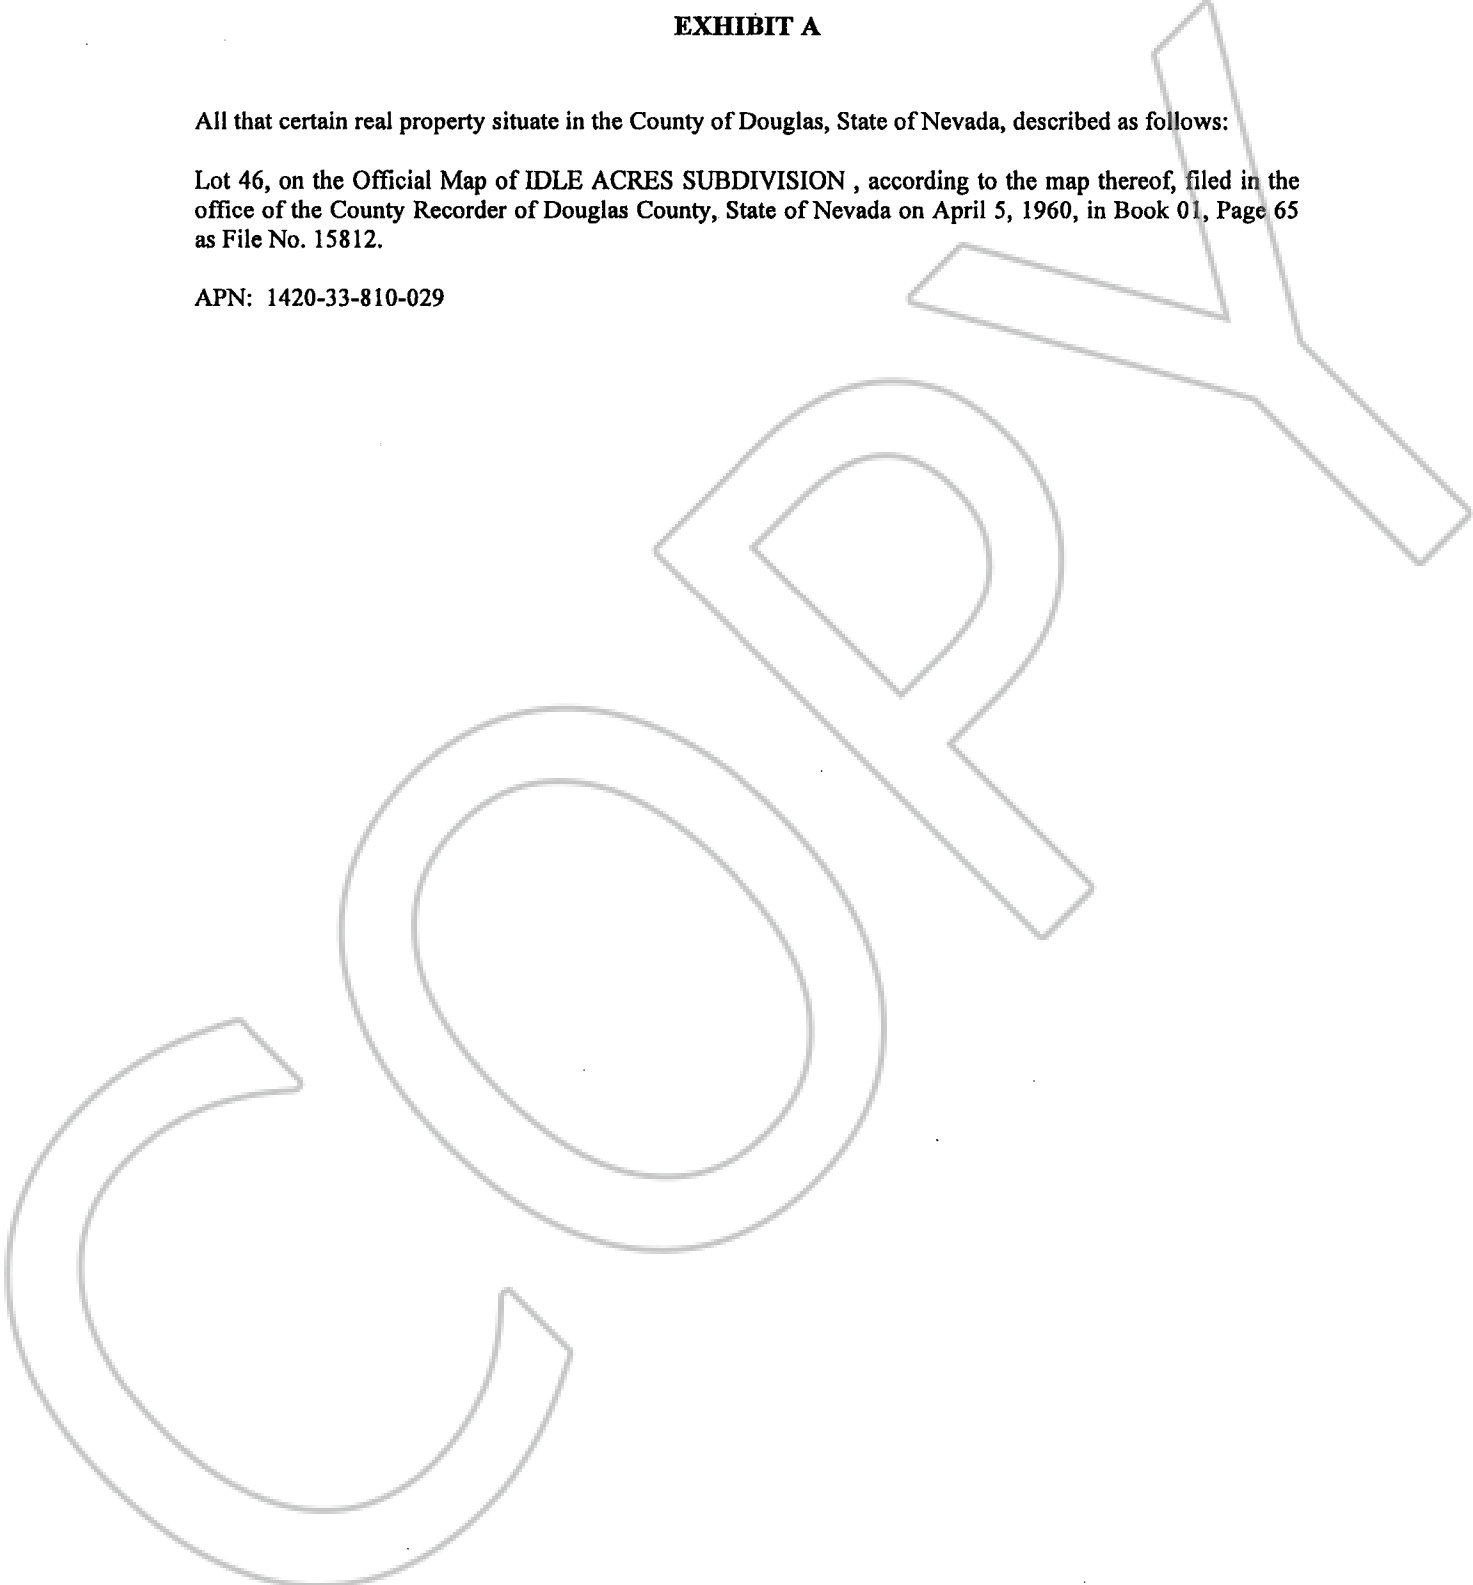 EXHIBIT A
All that certain real property situate in the County of Douglas, State of Nevada, described as follows:
Lot 46, on the Official Map of IDLE ACRES SUBDIVISION , according to the map thereof, filed in the
office of the County Recorder of Douglas County, State of Nevada on April 5, 1960, in Book 01, Page 65
as File No. 15812.
APN: 1420-33-810-029
COPY